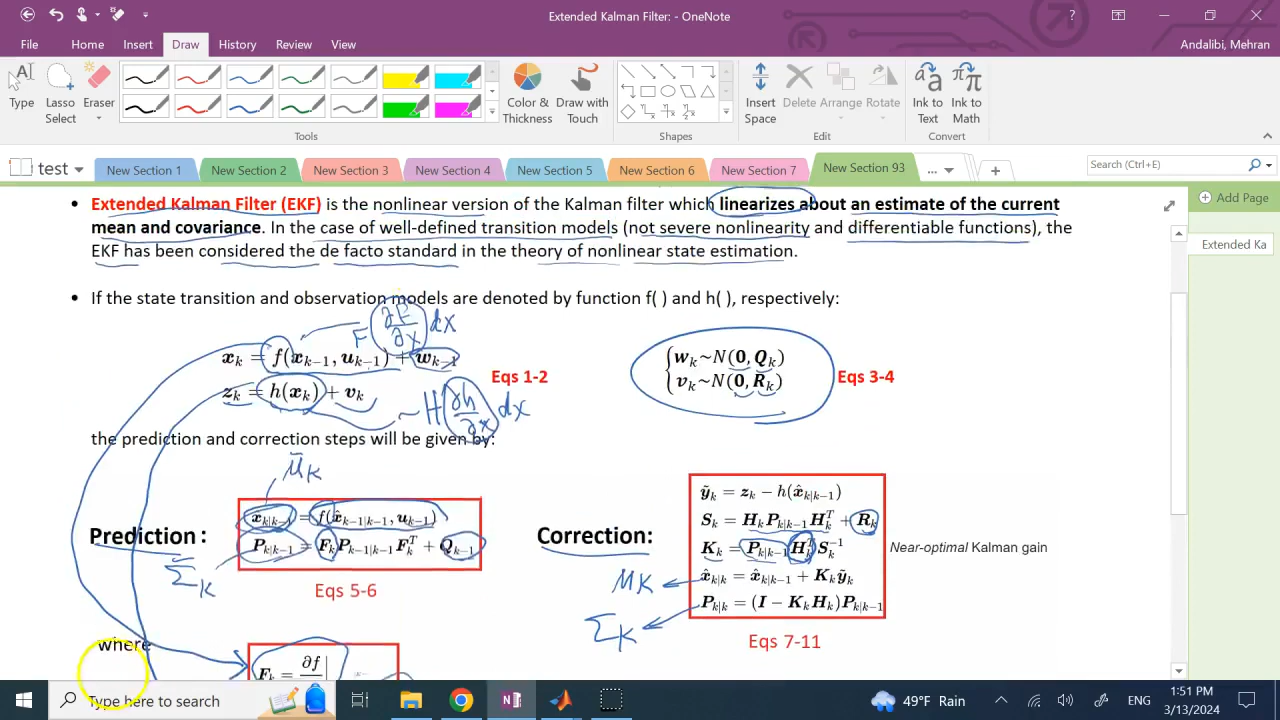 Extended Kalman Filter: - OneNote
Andalibi, Mehran
File Home Insert Draw History Review View
Type Lasso Select Eraser
Color & Thickness Draw with Touch
Insert Space Delete Arrange Rotate
Ink to Text Ink to Math
Tools Shapes Edit Convert
test New Section 1 New Section 2 New Section 3 New Section 4 New Section 5 New Section 6 New Section 7 New Section 93 ... Search (Ctrl+E)
Add Page
Extended Ka
• Extended Kalman Filter (EKF) is the nonlinear version of the Kalman filter which linearizes about an estimate of the current
mean and covariance. In the case of well-defined transition models (not severe nonlinearity and differentiable functions), the
EKF has been considered the de facto standard in the theory of nonlinear state estimation.
• If the state transition and observation models are denoted by function f( ) and h( ), respectively:
F ∂F/∂x dx
x_k = f(x_{k-1}, u_{k-1}) + w_{k-1}
z_k = h(x_k) + v_k
Eqs 1-2
w_k~N(0, Q_k)
v_k~N(0, R_k)
Eqs 3-4
~ H ∂h/∂x dx
the prediction and correction steps will be given by:
μ̄_K
Prediction:
x̂_{k|k-1} = f(x̂_{k-1|k-1}, u_{k-1})
P_{k|k-1} = F_k P_{k-1|k-1} F_k^T + Q_{k-1}
Σ̄_K
Eqs 5-6
Correction:
ỹ_k = z_k − h(x̂_{k|k-1})
S_k = H_k P_{k|k-1} H_k^T + R_k
K_k = P_{k|k-1} H_k^T S_k^{-1}
Near-optimal Kalman gain
x̂_{k|k} = x̂_{k|k-1} + K_k ỹ_k
P_{k|k} = (I − K_k H_k) P_{k|k-1}
μ_K
Σ_K
Eqs 7-11
where
F_k = ∂f
Type here to search
49°F Rain
ENG
1:51 PM
3/13/2024